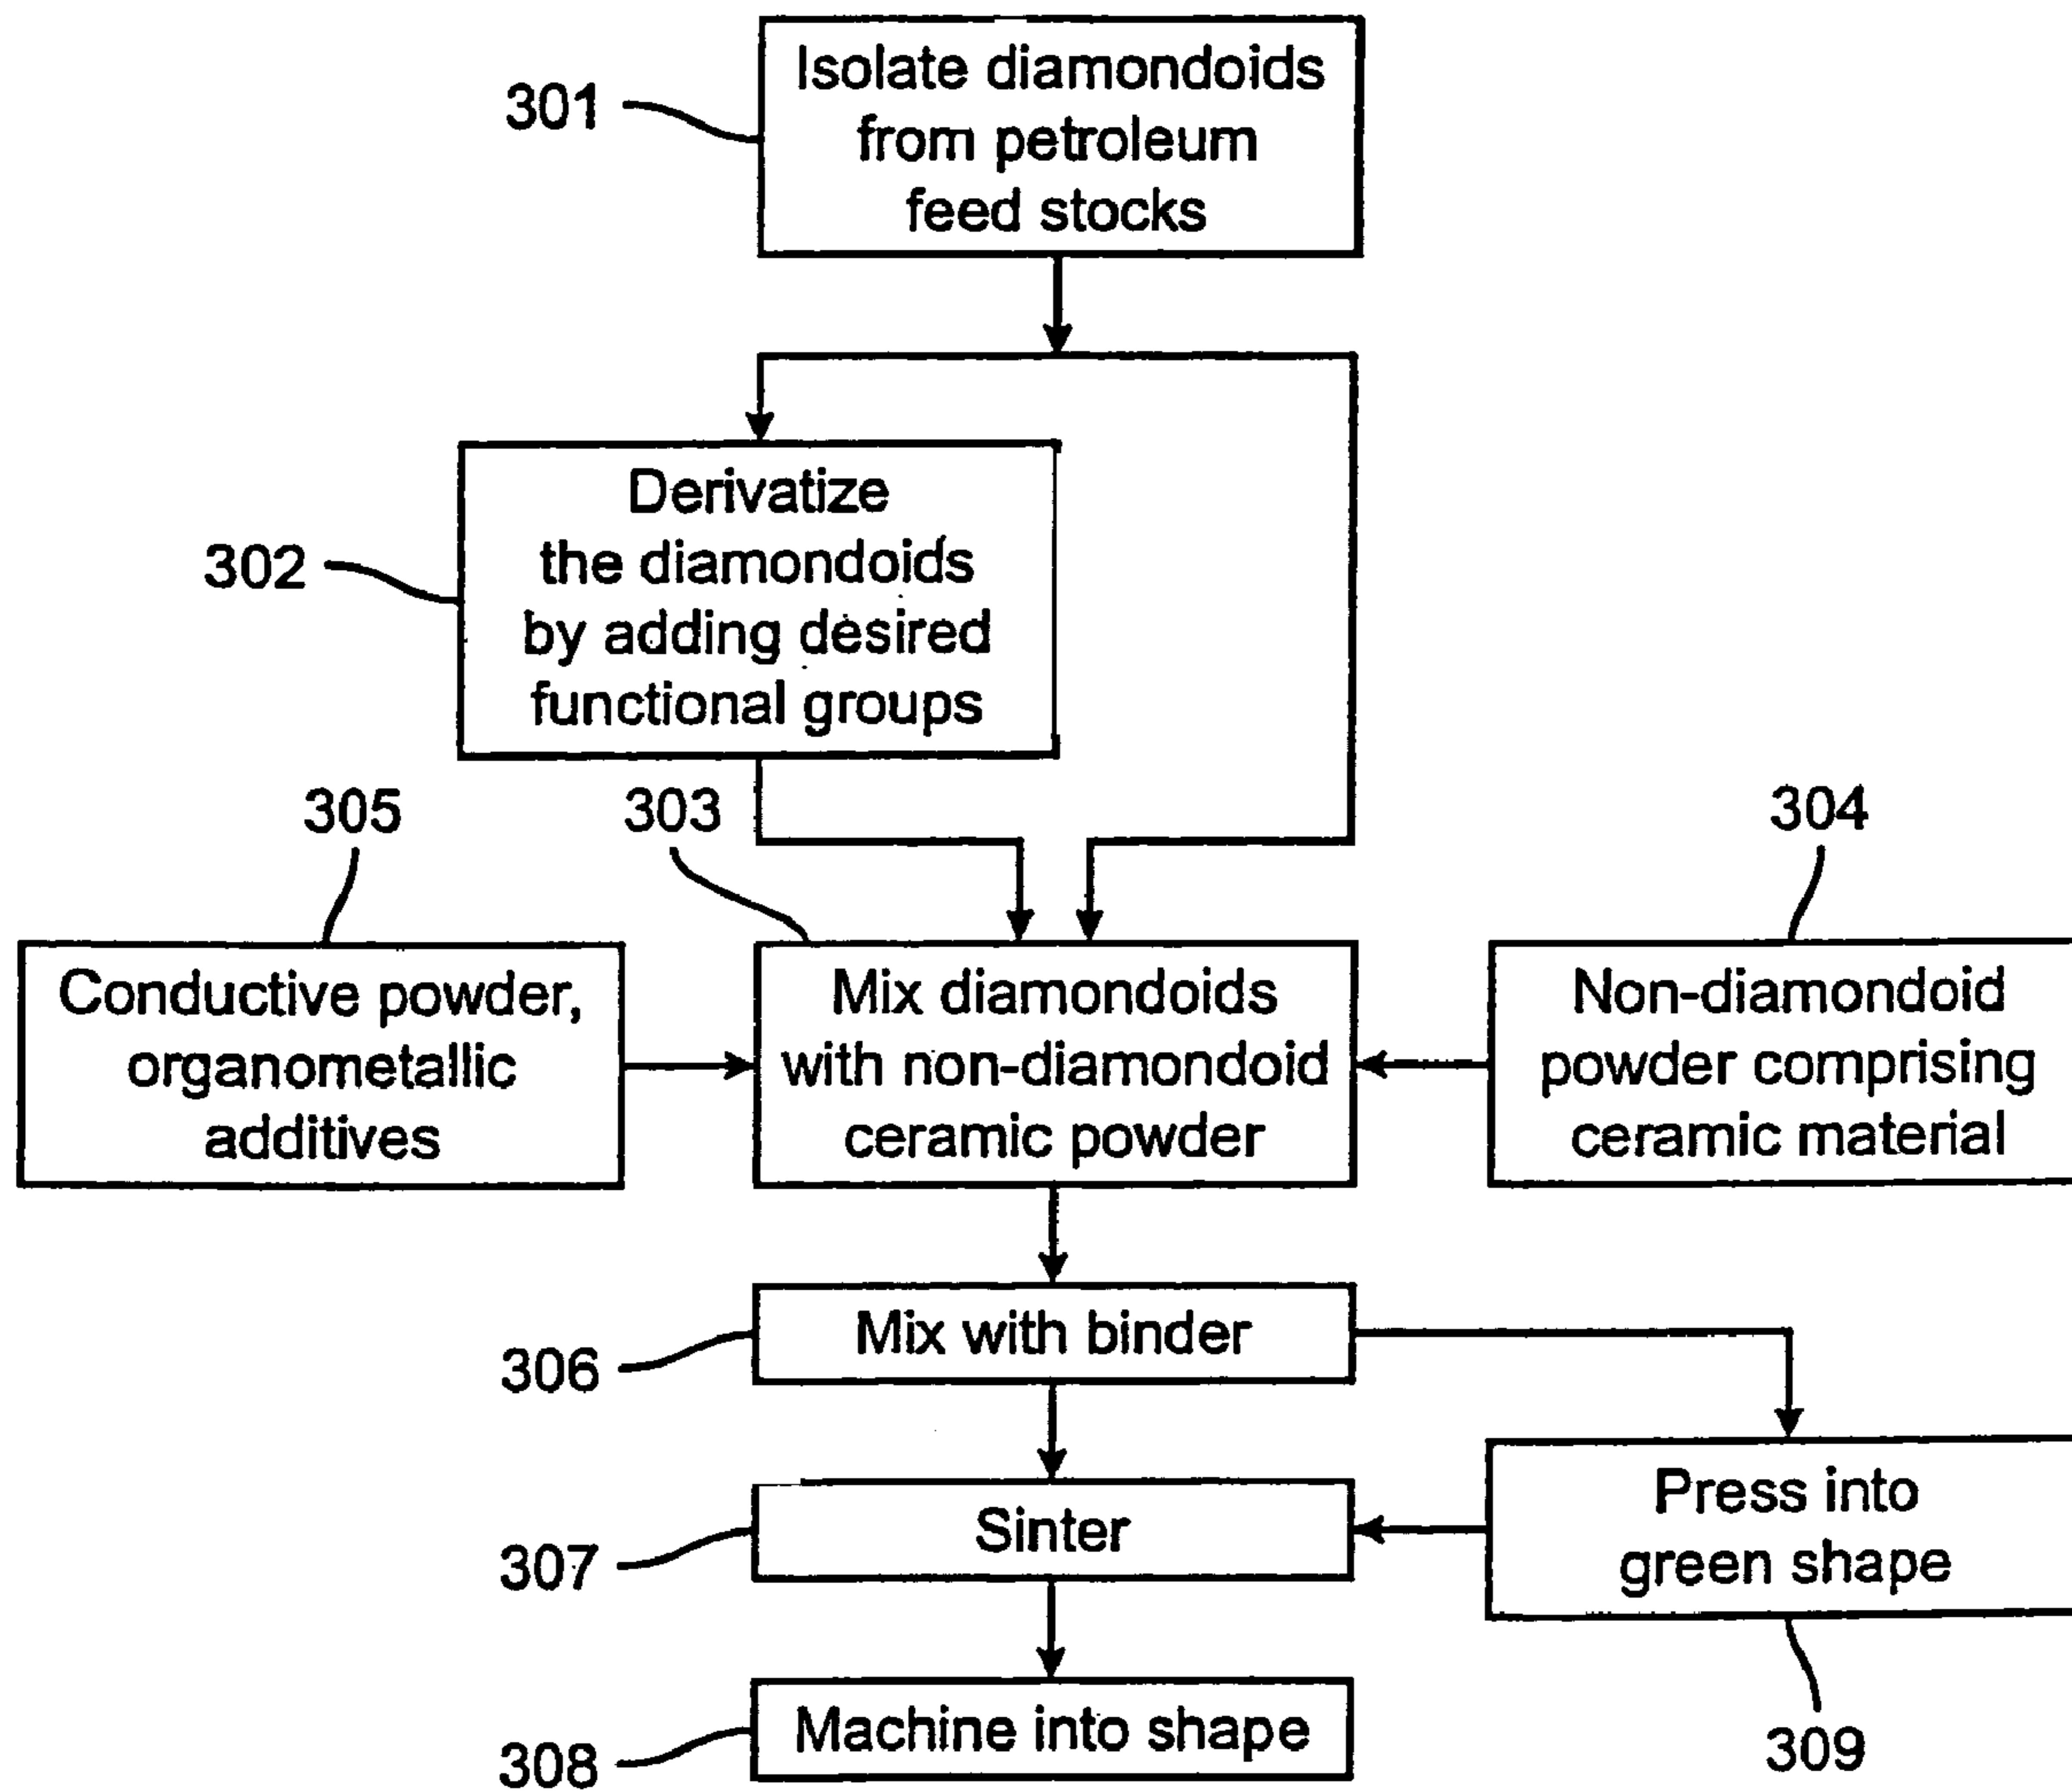 301
Isolate diamondoids
from petroleum
feed stocks
302
Derivatize
the diamondoids
by adding desired
functional groups
305
303
304
Conductive powder,
organometallic
additives
Mix diamondoids
with non-diamondoid
ceramic powder
Non-diamondoid
powder comprising
ceramic material
306
Mix with binder
307
Sinter
Press into
green shape
309
308
Machine into shape